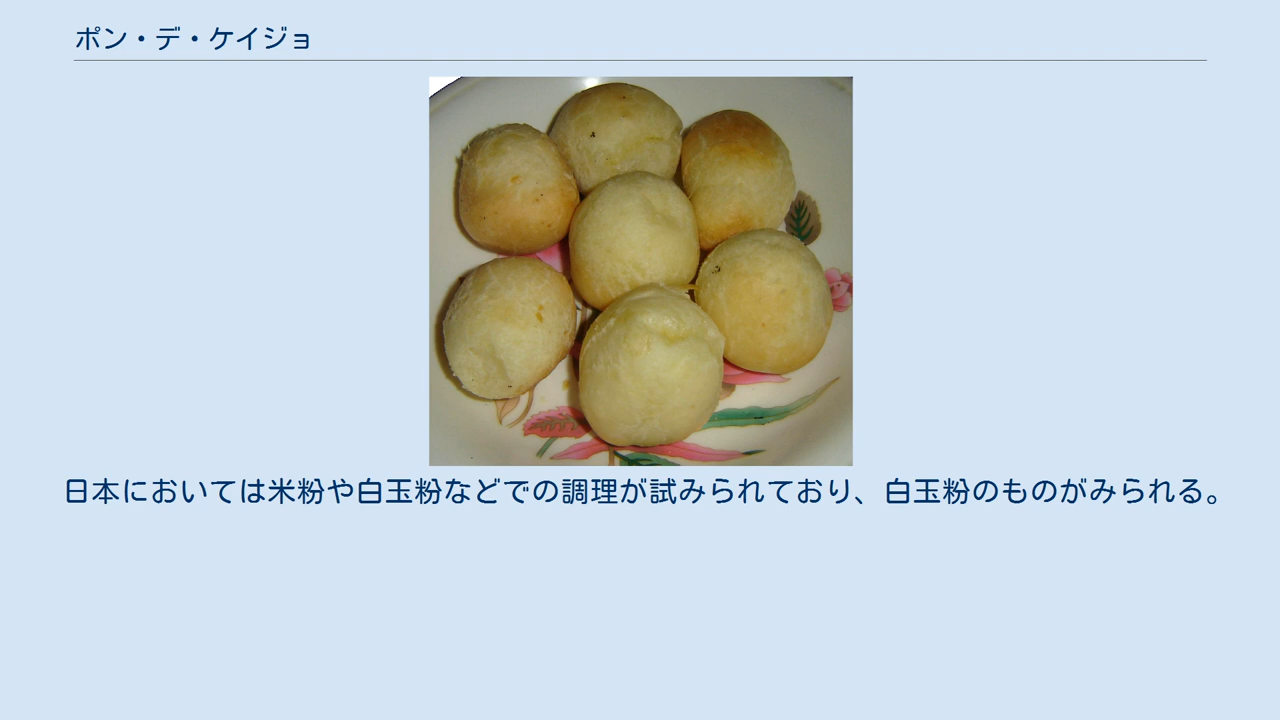 ポン・デ・ケイジョ
日本においては米粉や白玉粉などでの調理が試みられており、白玉粉のものがみられる。